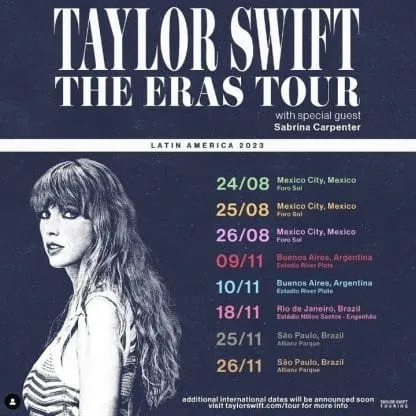 TAYLOR SWIFT
THE ERAS TOUR
with special guest
Sabrina Carpenter
LATIN AMERICA 2023
24/08 Mexico City, Mexico
Foro Sol
25/08 Mexico City, Mexico
Foro Sol
26/08 Mexico City, Mexico
Foro Sol
09/11 Buenos Aires, Argentina
Estadio River Plate
10/11 Buenos Aires, Argentina
Estadio River Plate
18/11 Rio de Janeiro, Brazil
Estádio Nilton Santos - Engenhão
25/11 São Paulo, Brazil
Allianz Parque
26/11 São Paulo, Brazil
Allianz Parque
additional international dates will be announced soon
visit taylorswift.com/tour for more info
TAYLOR SWIFT
TOURING